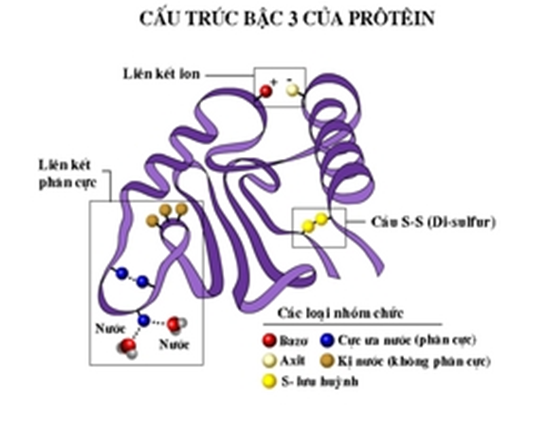 CẤU TRÚC BẬC 3 CỦA PRÔTÊIN
Liên kết ion
+ -
Liên kết
phân cực
Cầu S-S (Di-sulfur)
Nước
Nước
Các loại nhóm chức
Bazơ
Cực ưa nước (phân cực)
Axit
Kị nước (không phân cực)
S- lưu huỳnh